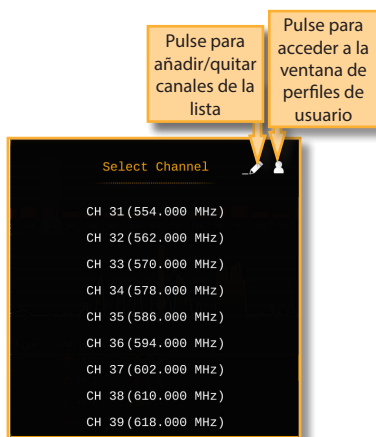 Pulse para
añadir/quitar
canales de la
lista
Pulse para
acceder a la
ventana de
perfiles de
usuario
Select Channel
CH 31(554.000 MHz)
CH 32(562.000 MHz)
CH 33(570.000 MHz)
CH 34(578.000 MHz)
CH 35(586.000 MHz)
CH 36(594.000 MHz)
CH 37(602.000 MHz)
CH 38(610.000 MHz)
CH 39(618.000 MHz)